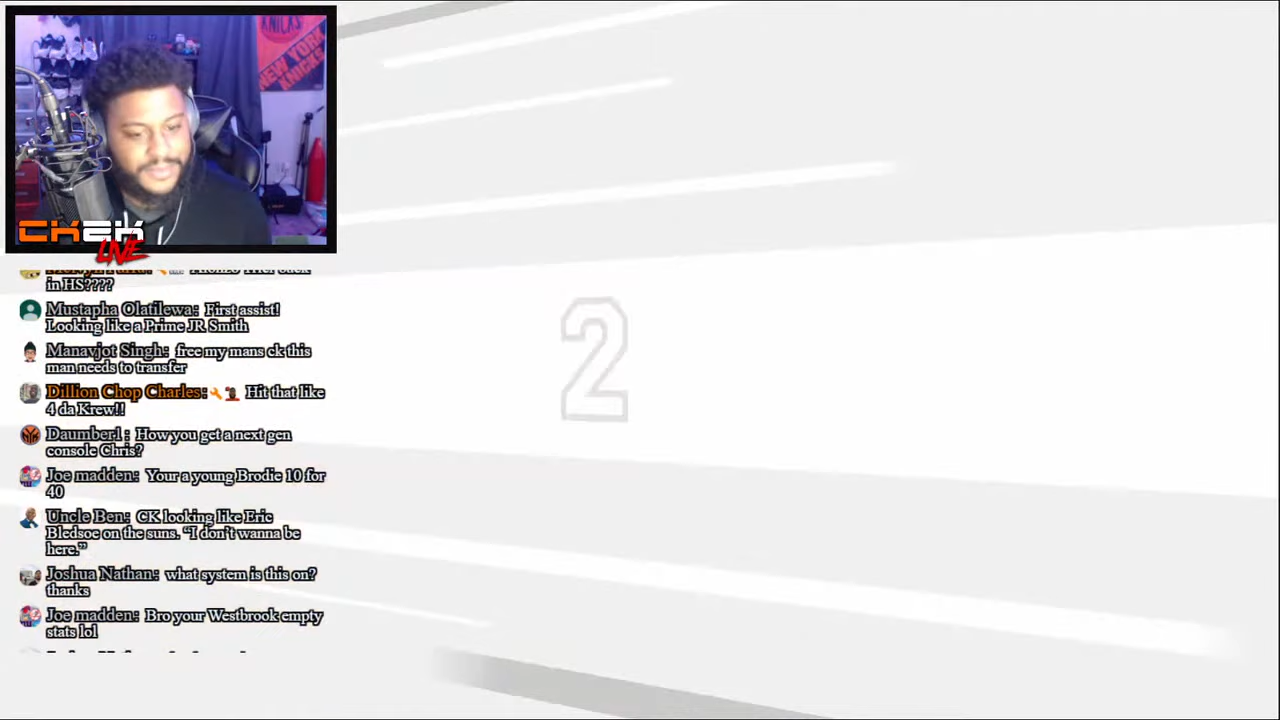 KNICKS
NEW YORK
KNICKS
CK2K
LIVE
in HS????
Mustapha Olatilewa: First assist!
Looking like a Prime JR Smith
Manavjot Singh: free my mans ck this
man needs to transfer
Dillion Chop Charles: Hit that like
4 da Krew!!
Daumber1: How you get a next gen
console Chris?
Joe madden: Your a young Brodie 10 for
40
Uncle Ben: CK looking like Eric
Bledsoe on the suns. “I don’t wanna be
here.”
Joshua Nathan: what system is this on?
thanks
Joe madden: Bro your Westbrook empty
stats lol
2